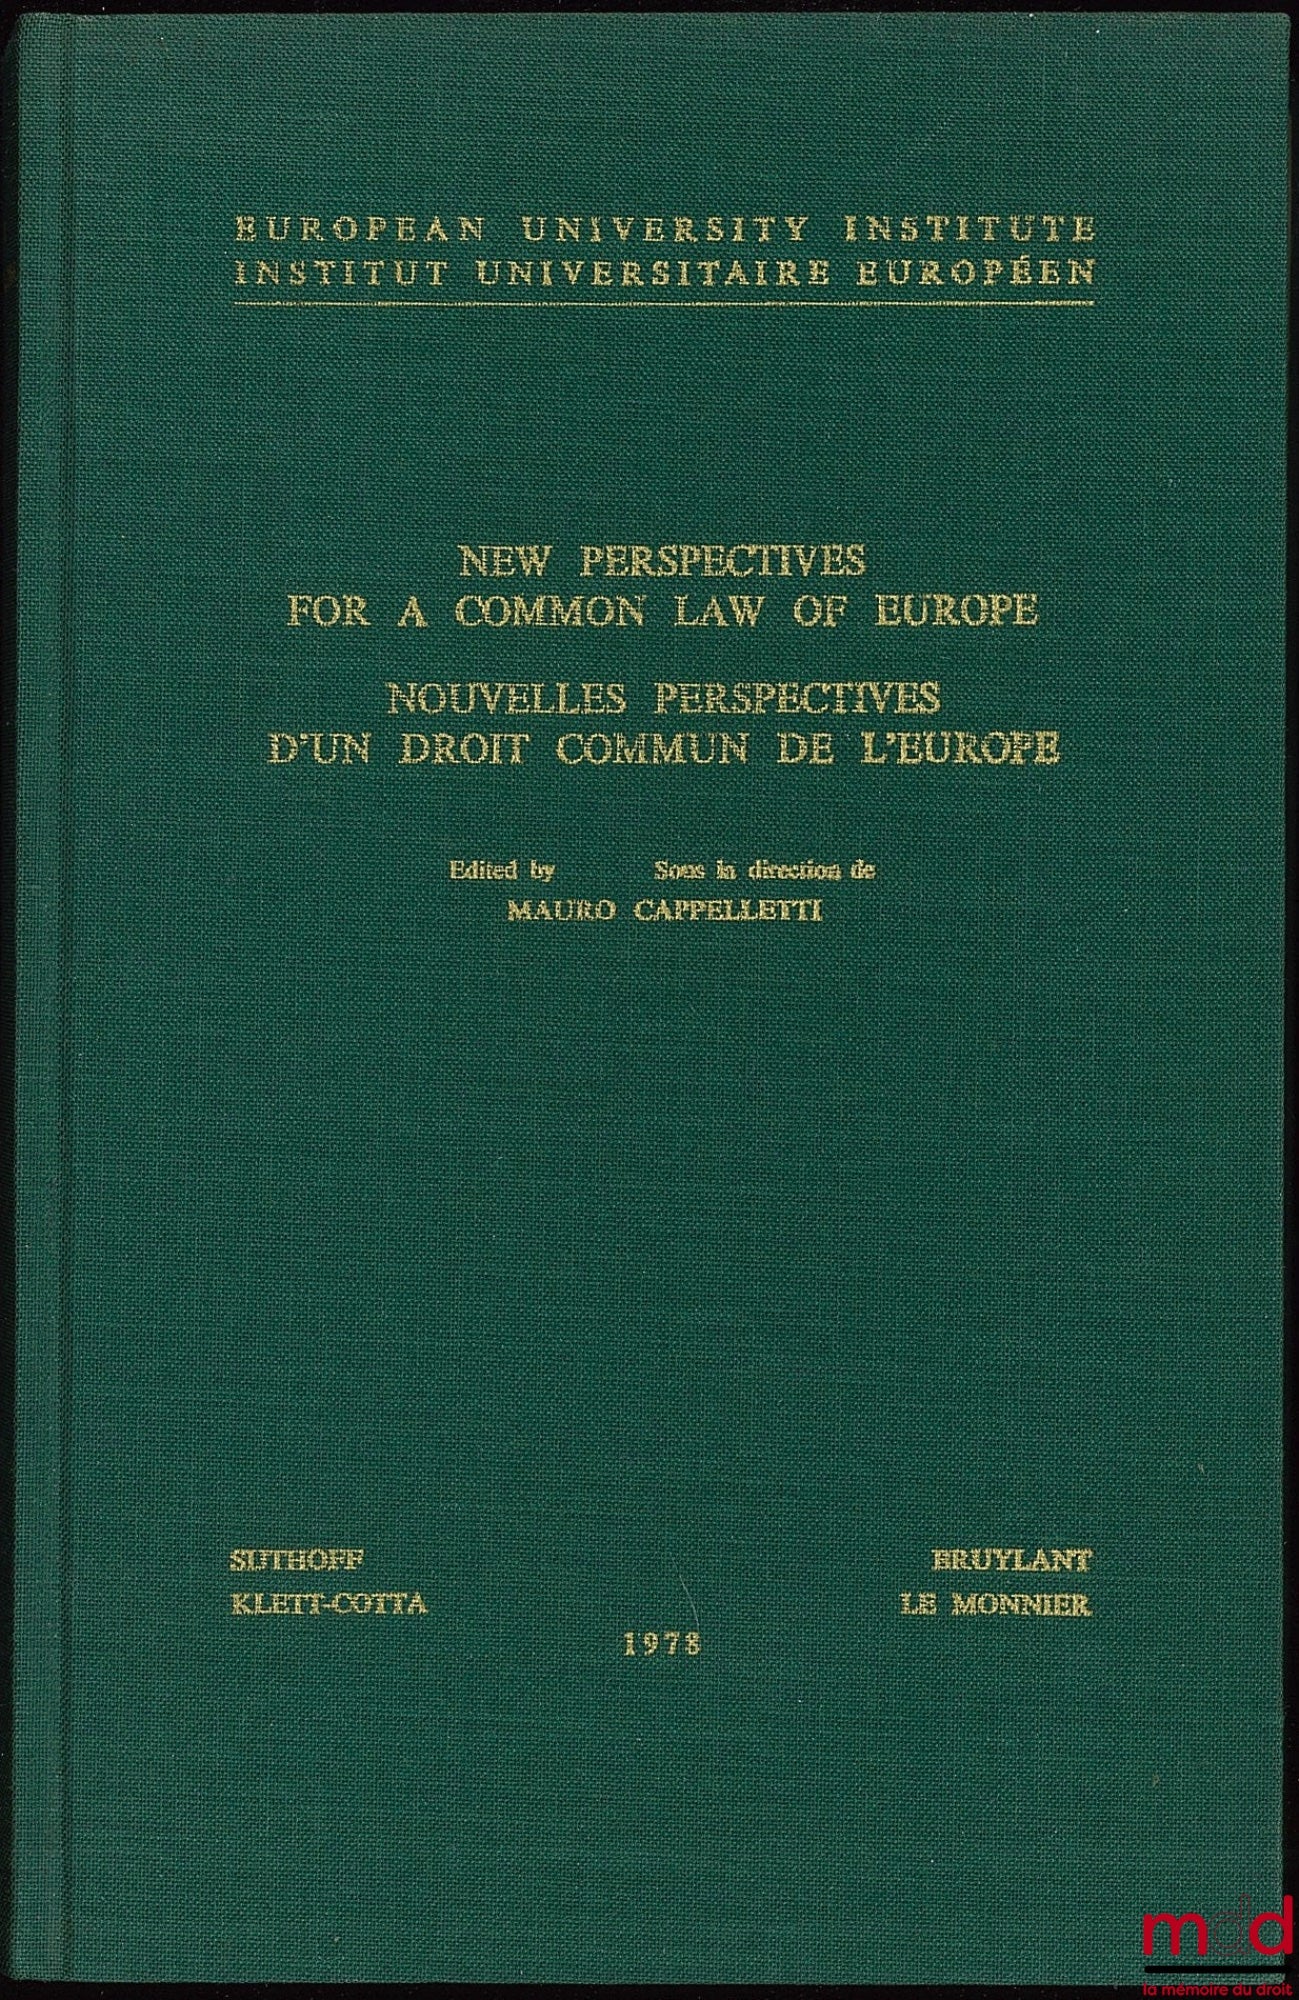 EUROPEAN UNIVERSITY INSTITUTE
INSTITUT UNIVERSITAIRE EUROPÉEN
NEW PERSPECTIVES
FOR A COMMON LAW OF EUROPE
NOUVELLES PERSPECTIVES
D'UN DROIT COMMUN DE L'EUROPE
Edited by Sous la direction de
MAURO CAPPELLETTI
SIJTHOFF BRUYLANT
KLETT-COTTA LE MONNIER
1978
mdd
la mémoire du droit